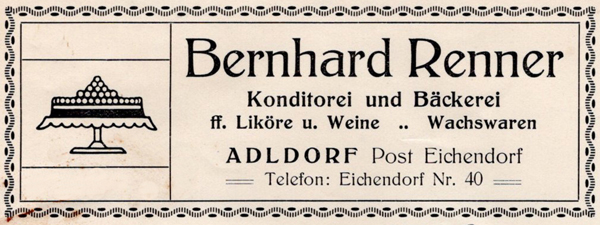 Bernhard Renner
Konditorei und Bäckerei
ff. Liköre u. Weine .. Wachswaren
ADLDORF Post Eichendorf
Telefon: Eichendorf Nr. 40